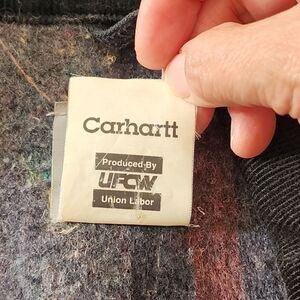 Carhartt
Produced By
UFCW
Union Labor